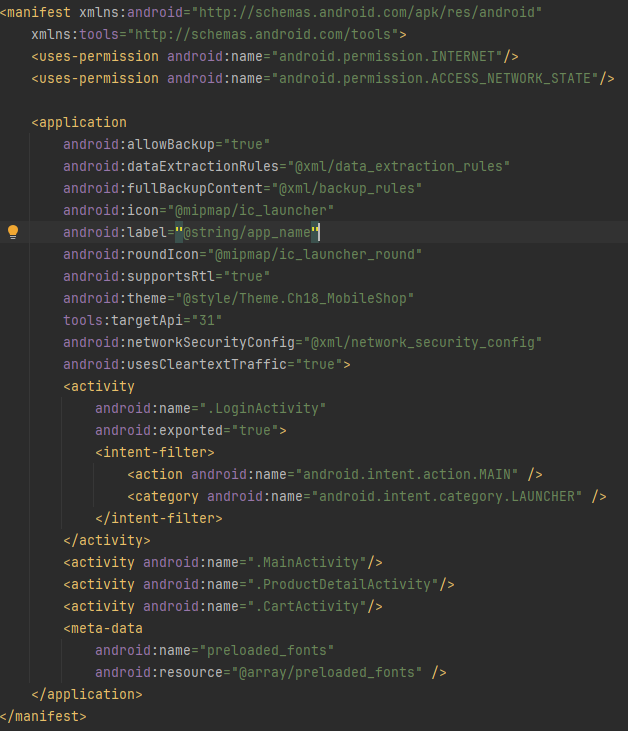 <manifest xmlns:android="http://schemas.android.com/apk/res/android"
xmlns:tools="http://schemas.android.com/tools">
<uses-permission android:name="android.permission.INTERNET"/>
<uses-permission android:name="android.permission.ACCESS_NETWORK_STATE"/>
<application
android:allowBackup="true"
android:dataExtractionRules="@xml/data_extraction_rules"
android:fullBackupContent="@xml/backup_rules"
android:icon="@mipmap/ic_launcher"
android:label="@string/app_name"
android:roundIcon="@mipmap/ic_launcher_round"
android:supportsRtl="true"
android:theme="@style/Theme.Ch18_MobileShop"
tools:targetApi="31"
android:networkSecurityConfig="@xml/network_security_config"
android:usesCleartextTraffic="true">
<activity
android:name=".LoginActivity"
android:exported="true">
<intent-filter>
<action android:name="android.intent.action.MAIN" />
<category android:name="android.intent.category.LAUNCHER" />
</intent-filter>
</activity>
<activity android:name=".MainActivity"/>
<activity android:name=".ProductDetailActivity"/>
<activity android:name=".CartActivity"/>
<meta-data
android:name="preloaded_fonts"
android:resource="@array/preloaded_fonts" />
</application>
</manifest>